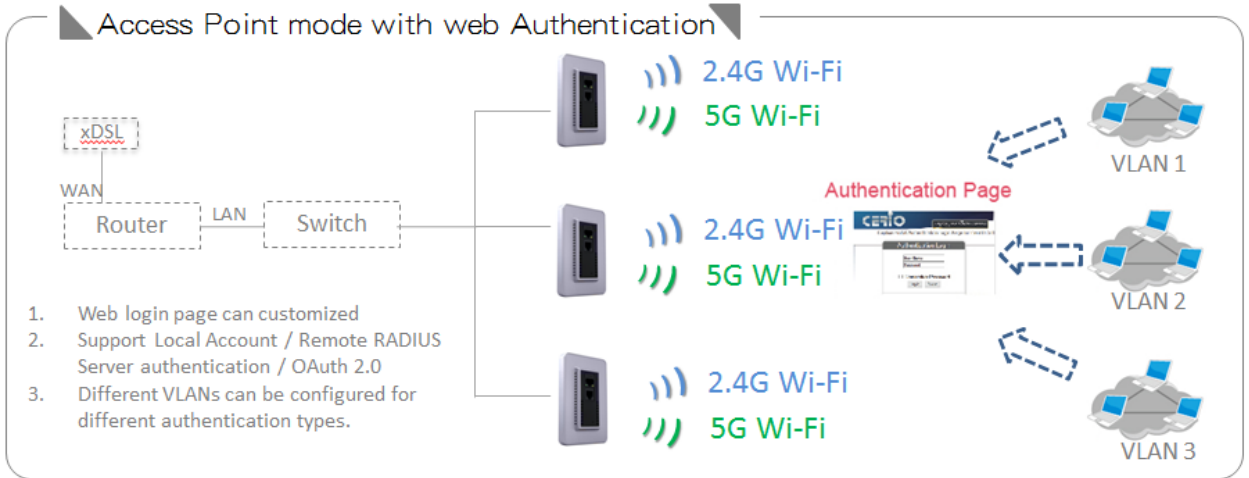 Access Point mode with web Authentication
2.4G Wi-Fi
5G Wi-Fi
xDSL
WAN
Router
LAN
Switch
VLAN 1
Authentication Page
CERIO
2.4G Wi-Fi
5G Wi-Fi
VLAN 2
1. Web login page can customized
2. Support Local Account / Remote RADIUS
Server authentication / OAuth 2.0
3. Different VLANs can be configured for
different authentication types.
2.4G Wi-Fi
5G Wi-Fi
VLAN 3